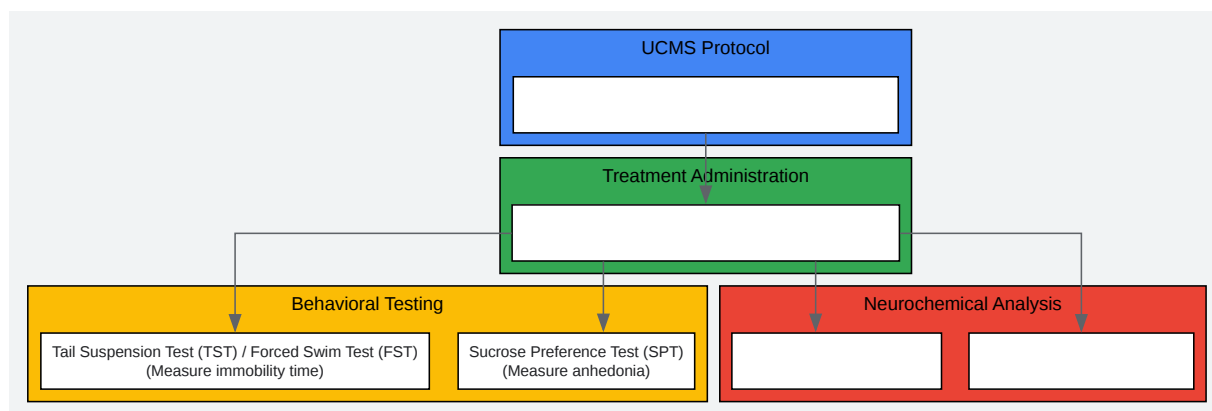 UCMS Protocol
Treatment Administration
Behavioral Testing
Tail Suspension Test (TST) / Forced Swim Test (FST)
(Measure immobility time)
Sucrose Preference Test (SPT)
(Measure anhedonia)
Neurochemical Analysis